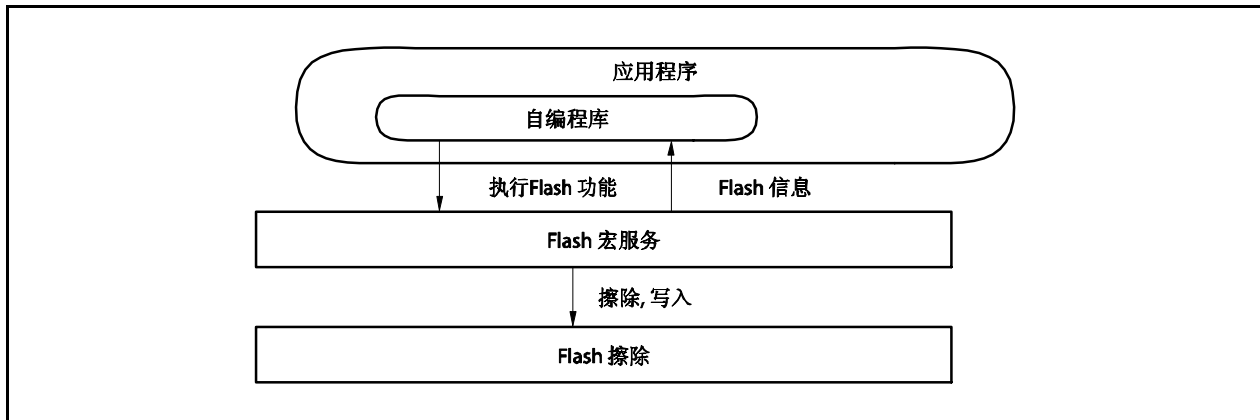 应用程序
自编程库
执行Flash 功能
Flash 信息
Flash 宏服务
擦除, 写入
Flash 擦除